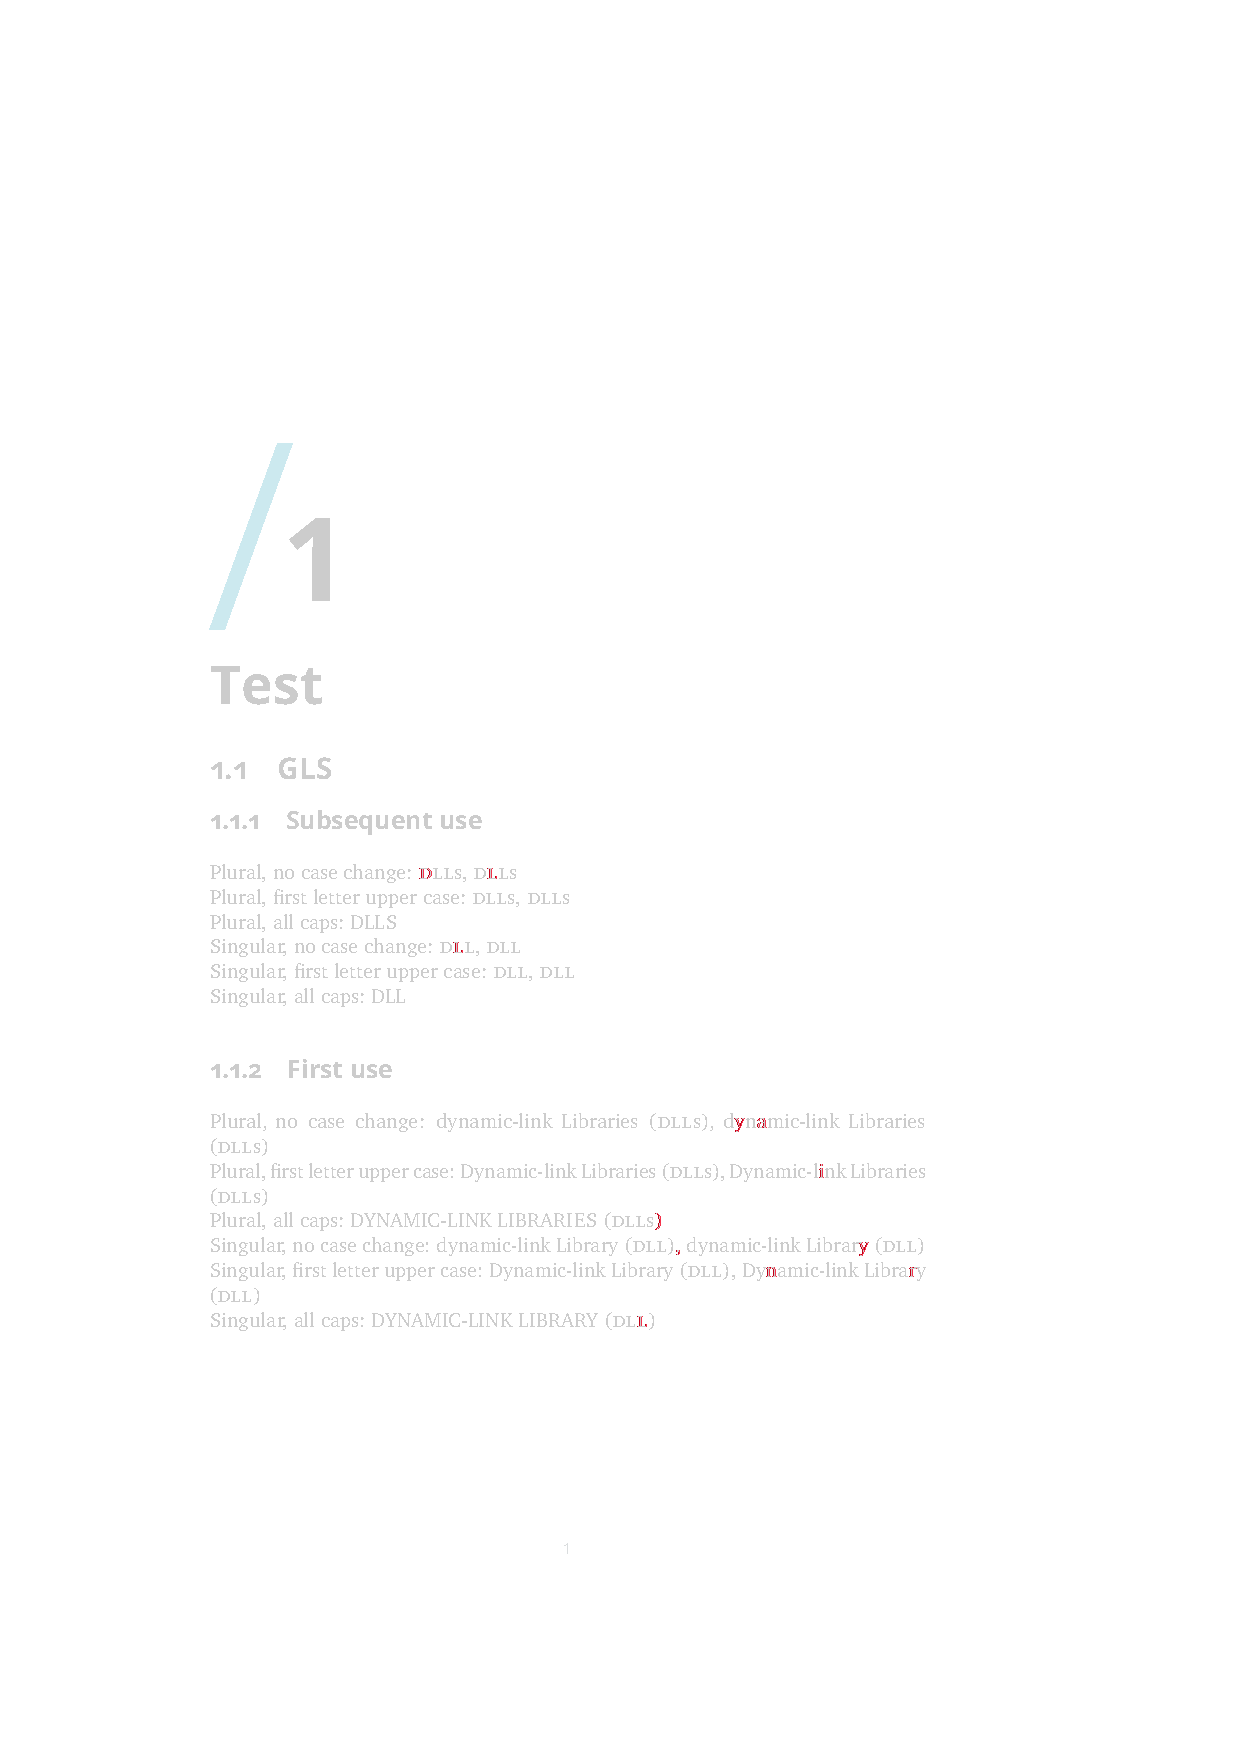 /1
Test
1.1 GLS
1.1.1 Subsequent use
Plural, no case change: DLLs, DLLs
Plural, first letter upper case: DLLs, DLLs
Plural, all caps: DLLS
Singular, no case change: DLL, DLL
Singular, first letter upper case: DLL, DLL
Singular, all caps: DLL
1.1.2 First use
Plural, no case change: dynamic-link Libraries (DLLs), dynamic-link Libraries
(DLLs)
Plural, first letter upper case: Dynamic-link Libraries (DLLs), Dynamic-link Libraries
(DLLs)
Plural, all caps: DYNAMIC-LINK LIBRARIES (DLLs)
Singular, no case change: dynamic-link Library (DLL), dynamic-link Library (DLL)
Singular, first letter upper case: Dynamic-link Library (DLL), Dynamic-link Library
(DLL)
Singular, all caps: DYNAMIC-LINK LIBRARY (DLL)
1